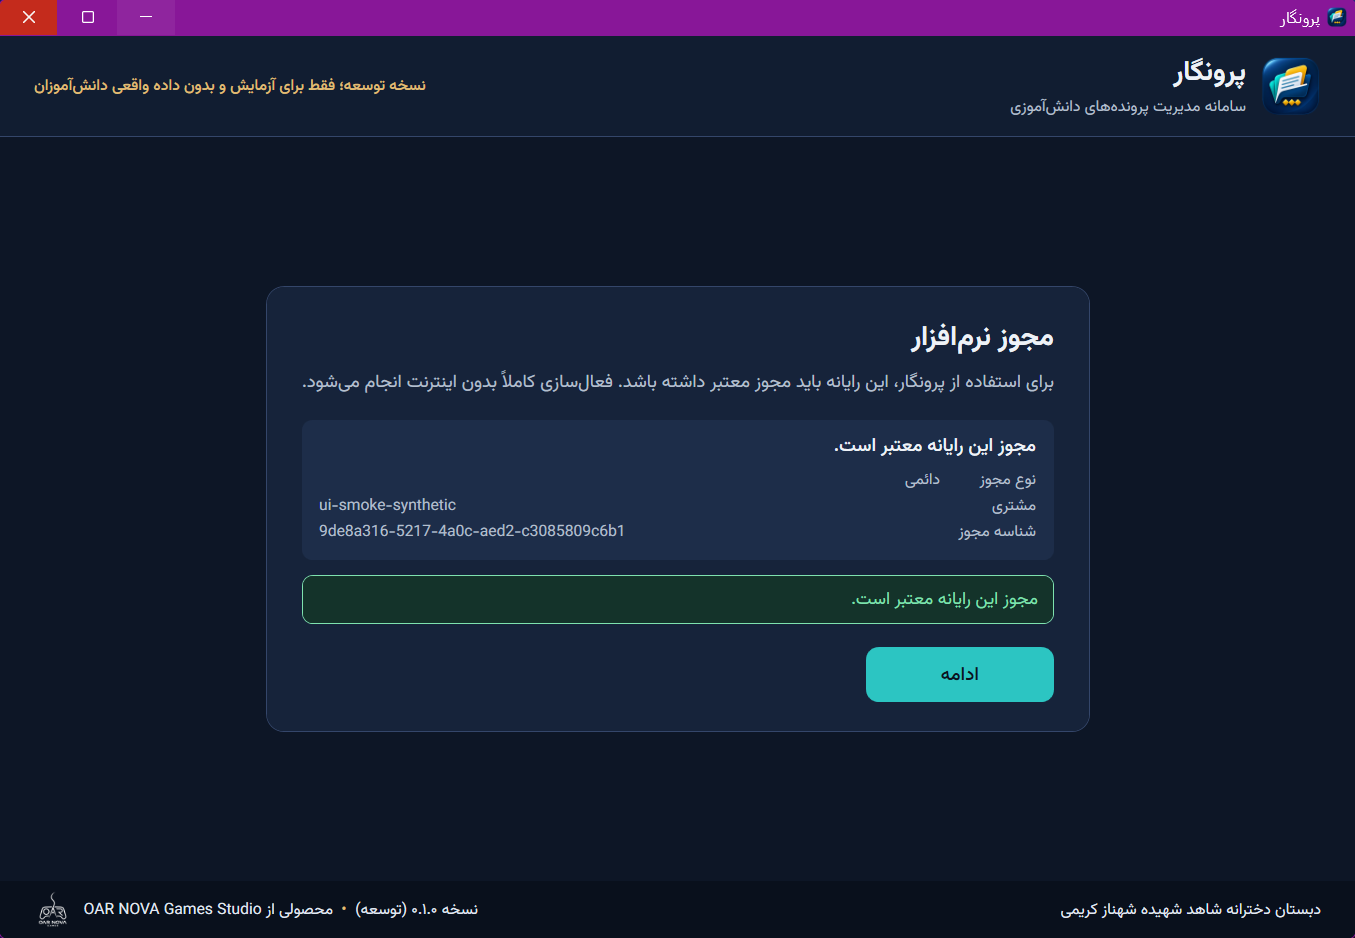 پرونگار
پرونگار
سامانه مدیریت پرونده‌های دانش‌آموزی
نسخه توسعه؛ فقط برای آزمایش و بدون داده واقعی دانش‌آموزان
مجوز نرم‌افزار
برای استفاده از پرونگار، این رایانه باید مجوز معتبر داشته باشد. فعال‌سازی کاملاً بدون اینترنت انجام می‌شود.
مجوز این رایانه معتبر است.
نوع مجوز دائمی
مشتری ui-smoke-synthetic
شناسه مجوز 9de8a316-5217-4a0c-aed2-c3085809c6b1
مجوز این رایانه معتبر است.
ادامه
دبستان دخترانه شاهد شهیده شهناز کریمی
نسخه ۰.۱.۰ (توسعه) • محصولی از OAR NOVA Games Studio
OAR NOVA